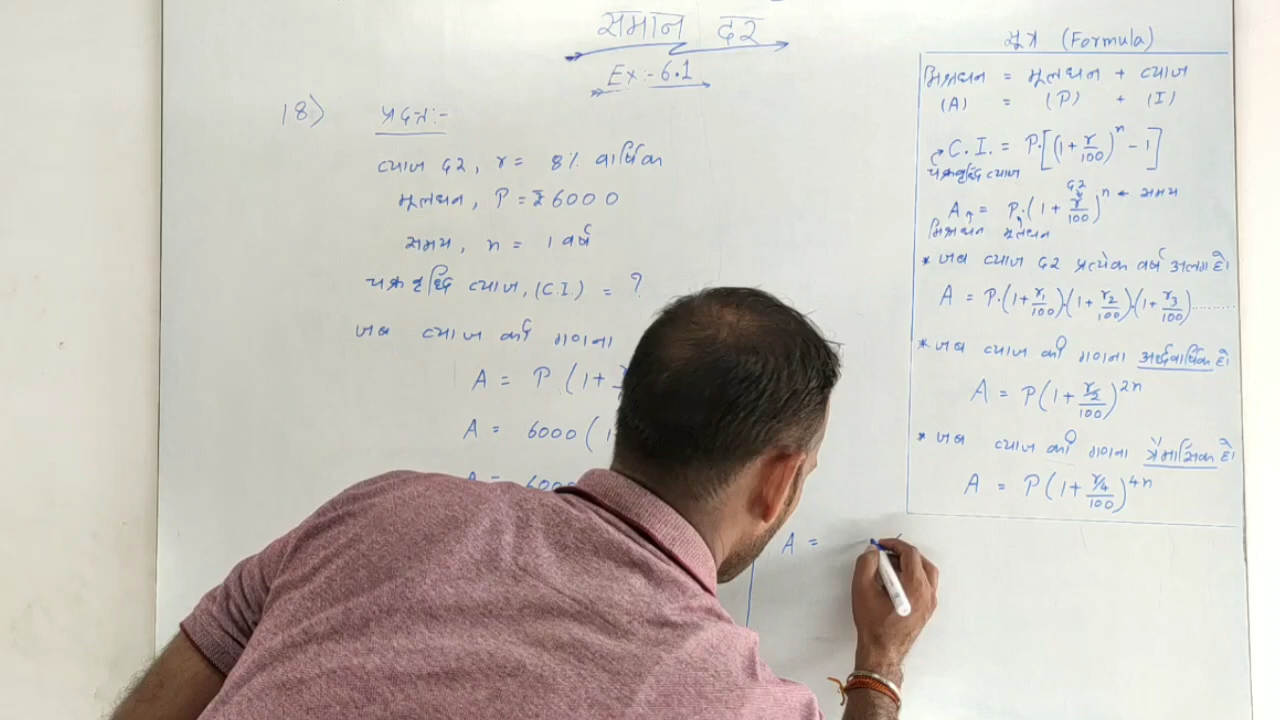 समान दर
Ex:- 6.1
18) प्रदत्त:-
ब्याज दर, r = 8% वार्षिक
मूलधन, P = ₹6000
समय, n = 1 वर्ष
चक्रवृद्धि ब्याज, (C.I.) = ?
जब ब्याज की गणना
A = P (1+
A = 6000 (1
A = 6000
A =
सूत्र (Formula)
मिश्रधन = मूलधन + ब्याज
(A) = (P) + (I)
C.I. = P.[(1+r/100)^n - 1]
चक्रवृद्धि ब्याज
दर
A = P.(1+r/100)^n ← समय
मिश्रधन मूलधन
* जब ब्याज दर प्रत्येक वर्ष अलग हो।
A = P.(1+r₁/100).(1+r₂/100).(1+r₃/100)..........
* जब ब्याज की गणना अर्द्धवार्षिक हो।
A = P(1+(r/2)/100)^2n
* जब ब्याज की गणना त्रैमासिक हो।
A = P(1+(r/4)/100)^4n